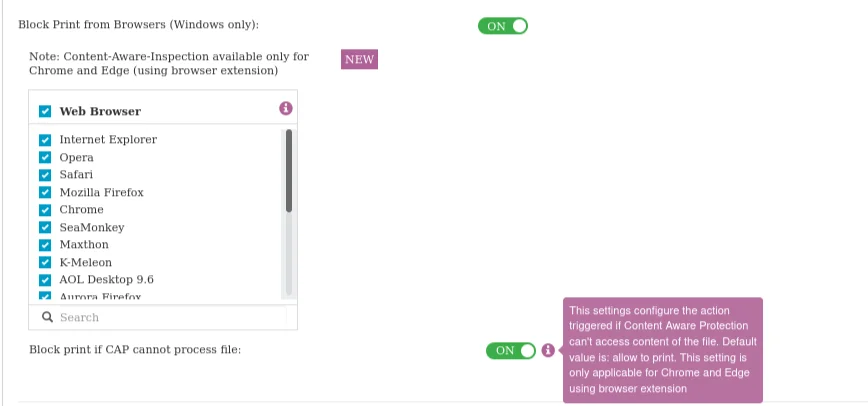 Block Print from Browsers (Windows only):
ON
Note: Content-Aware-Inspection available only for
Chrome and Edge (using browser extension)
NEW
Web Browser
Internet Explorer
Opera
Safari
Mozilla Firefox
Chrome
SeaMonkey
Maxthon
K-Meleon
AOL Desktop 9.6
Aurora Firefox
Search
Block print if CAP cannot process file:
ON
This settings configure the action
triggered if Content Aware Protection
can't access content of the file. Default
value is: allow to print. This setting is
only applicable for Chrome and Edge
using browser extension